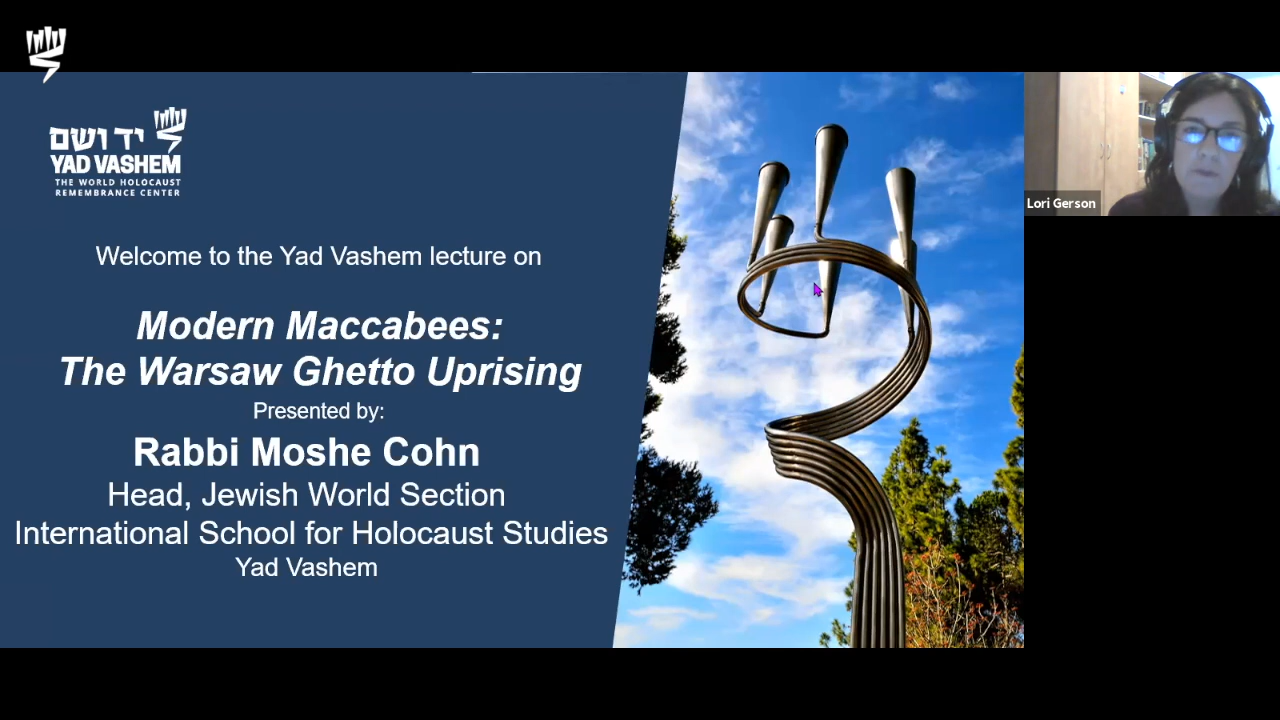 יד ושם
YAD VASHEM
THE WORLD HOLOCAUST
REMEMBRANCE CENTER
Welcome to the Yad Vashem lecture on
Modern Maccabees:
The Warsaw Ghetto Uprising
Presented by:
Rabbi Moshe Cohn
Head, Jewish World Section
International School for Holocaust Studies
Yad Vashem
Lori Gerson